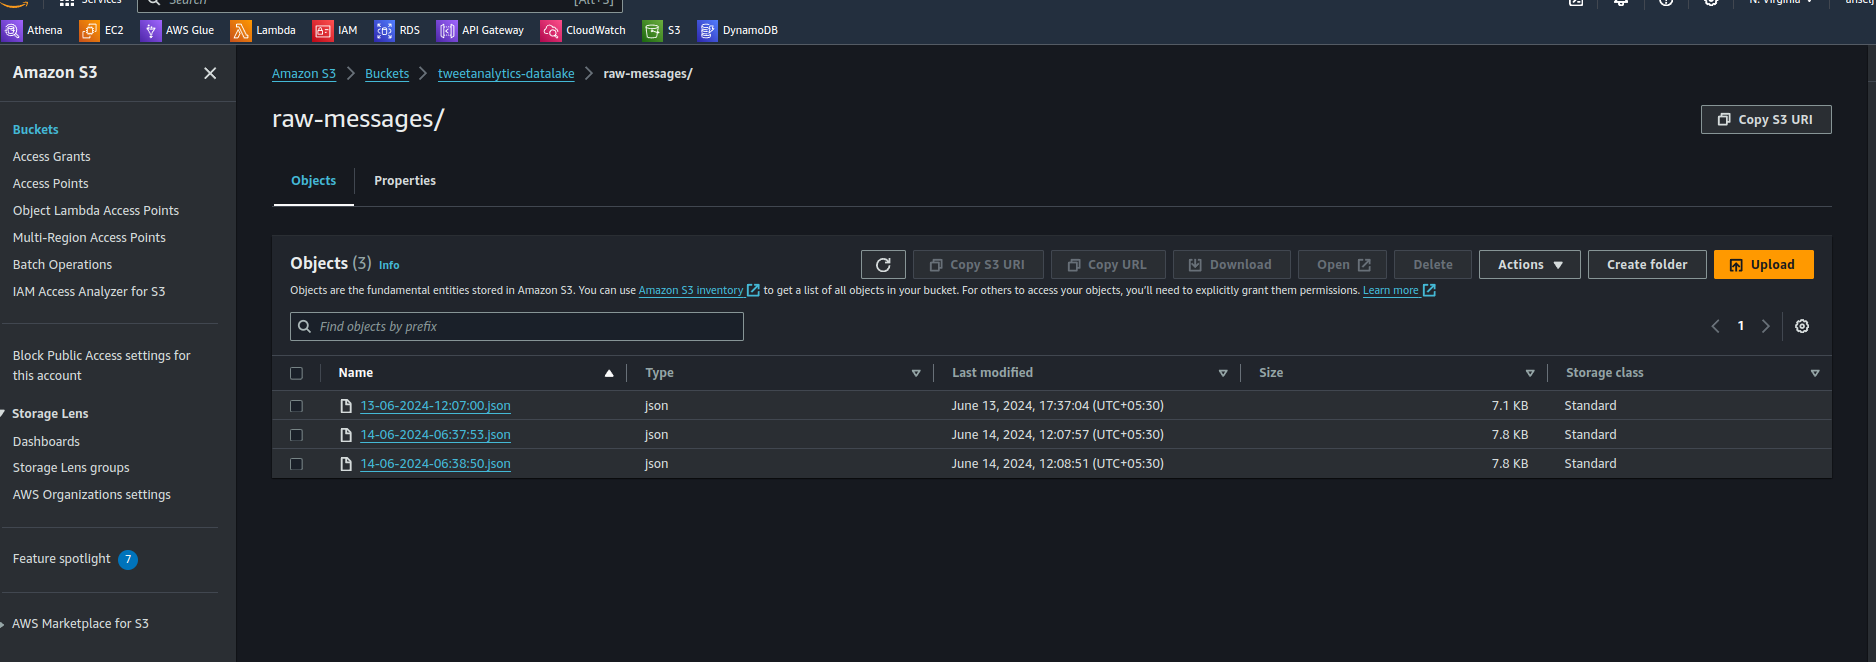 Services Search [Alt+S] N. Virginia
Athena EC2 AWS Glue Lambda IAM RDS API Gateway CloudWatch S3 DynamoDB
Amazon S3
Buckets
Access Grants
Access Points
Object Lambda Access Points
Multi-Region Access Points
Batch Operations
IAM Access Analyzer for S3
Block Public Access settings for
this account
Storage Lens
Dashboards
Storage Lens groups
AWS Organizations settings
Feature spotlight 7
AWS Marketplace for S3
Amazon S3 Buckets tweetanalytics-datalake raw-messages/
raw-messages/
Copy S3 URI
Objects Properties
Objects (3) Info
Copy S3 URI Copy URL Download Open Delete Actions Create folder Upload
Objects are the fundamental entities stored in Amazon S3. You can use Amazon S3 inventory to get a list of all objects in your bucket. For others to access your objects, you’ll need to explicitly grant them permissions. Learn more
Find objects by prefix
1
Name Type Last modified Size Storage class
13-06-2024-12:07:00.json json June 13, 2024, 17:37:04 (UTC+05:30) 7.1 KB Standard
14-06-2024-06:37:53.json json June 14, 2024, 12:07:57 (UTC+05:30) 7.8 KB Standard
14-06-2024-06:38:50.json json June 14, 2024, 12:08:51 (UTC+05:30) 7.8 KB Standard